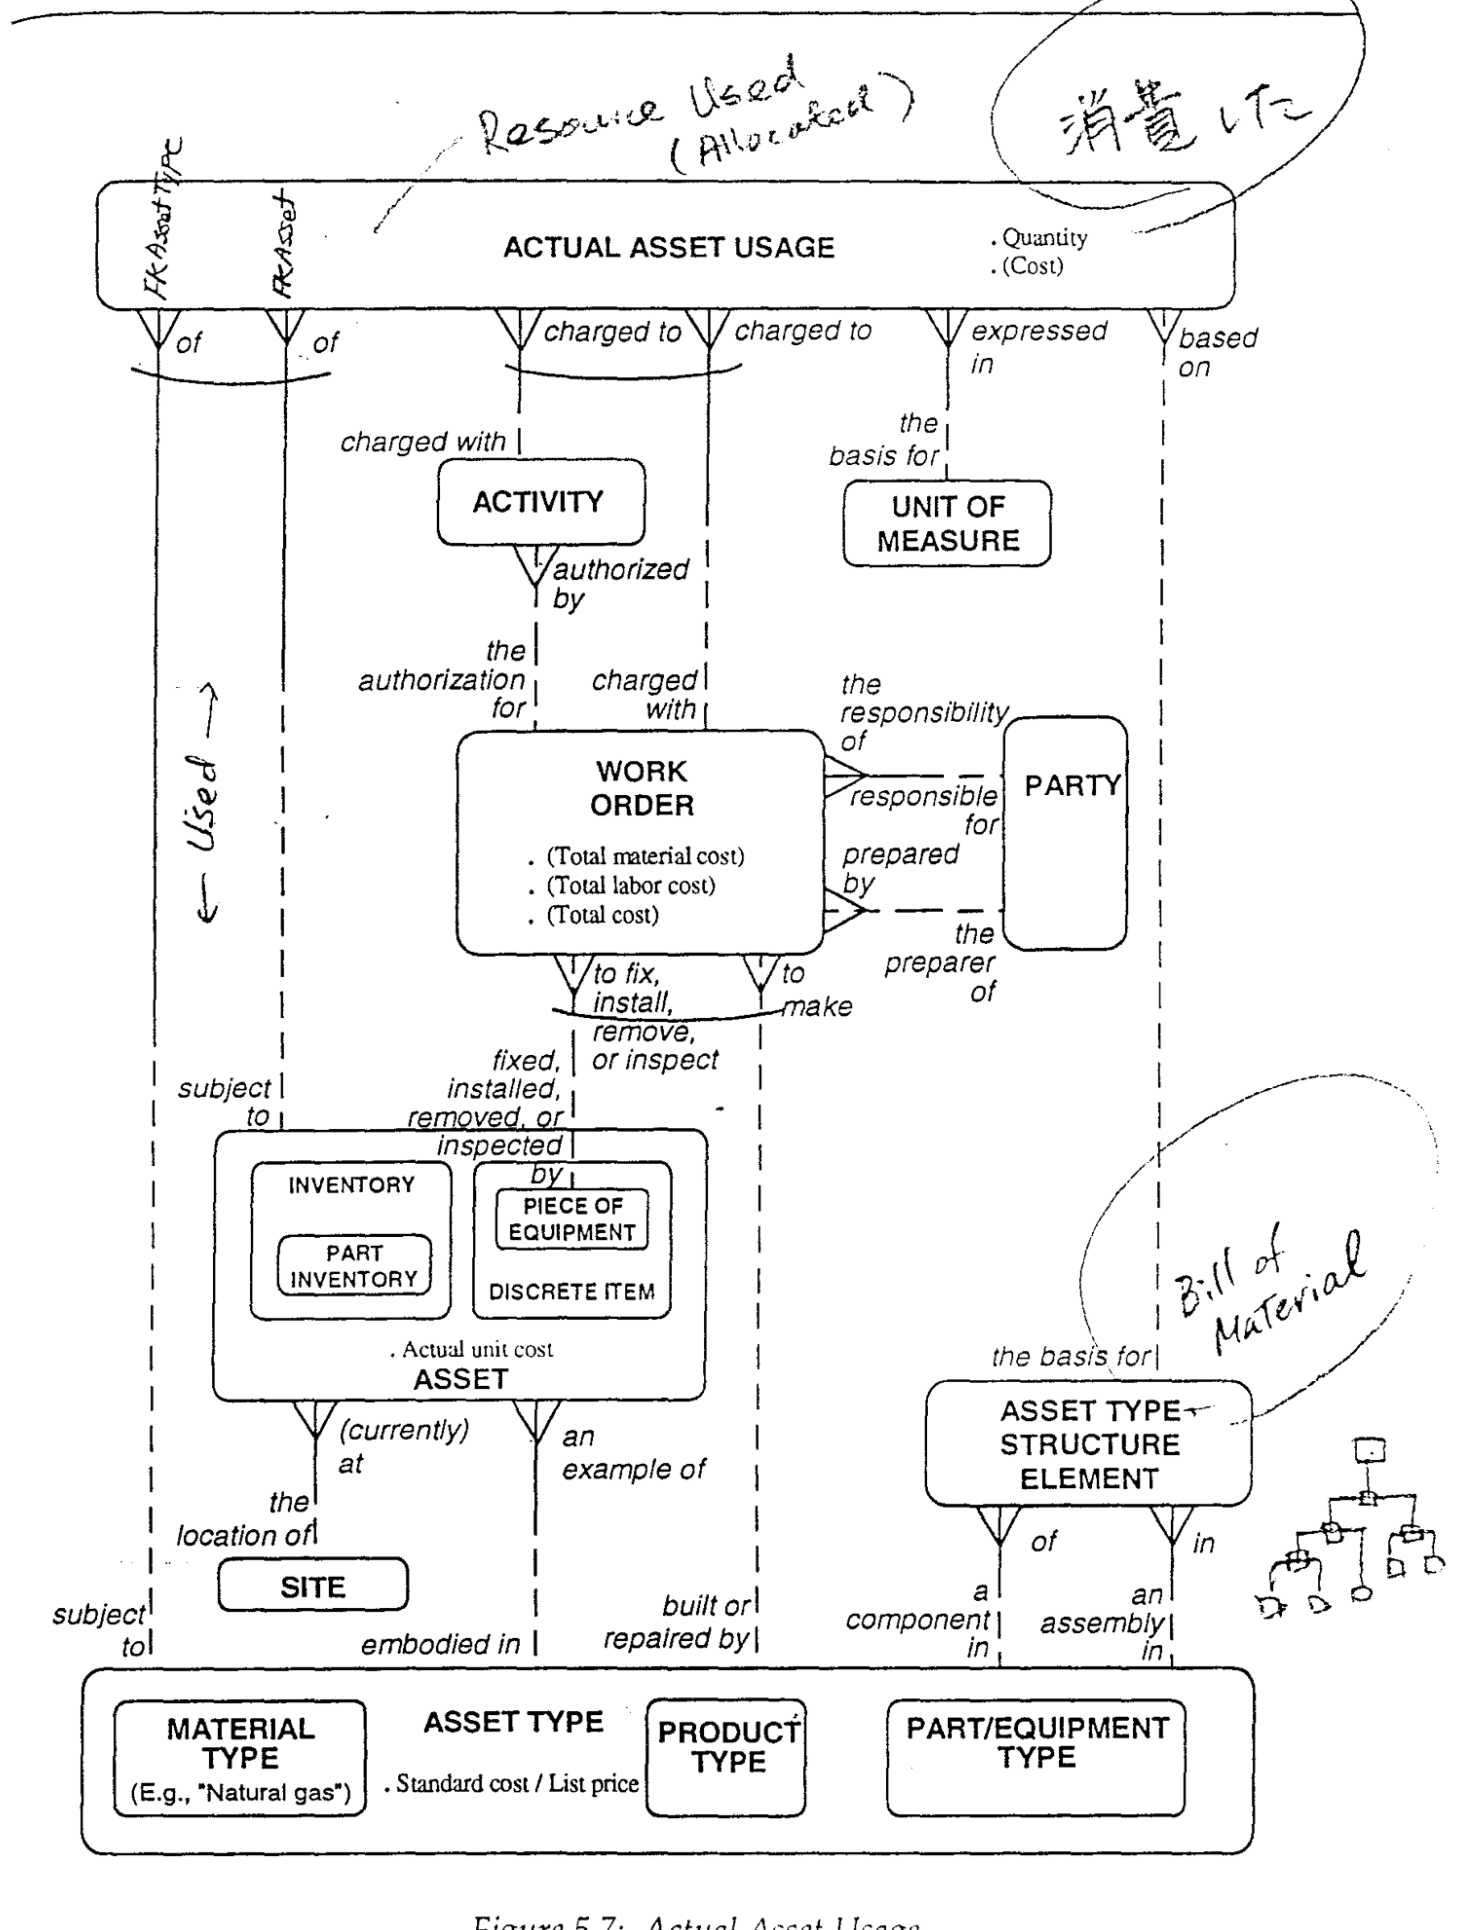 Resource Used
(Allocated)
消費した
FKAssetType
FKAsset
ACTUAL ASSET USAGE
. Quantity
. (Cost)
of
of
charged to
charged to
expressed
in
based
on
charged with
the
basis for
ACTIVITY
UNIT OF
MEASURE
authorized
by
the
authorization
for
charged
with
← Used →
the
responsibility
of
WORK
ORDER
. (Total material cost)
. (Total labor cost)
. (Total cost)
responsible
for
PARTY
prepared
by
the
preparer
of
to fix,
install,
remove,
or inspect
to
make
fixed,
installed,
removed, or
inspected
by
subject
to
INVENTORY
PART
INVENTORY
PIECE OF
EQUIPMENT
DISCRETE ITEM
. Actual unit cost
ASSET
Bill of
Material
the basis for
ASSET TYPE
STRUCTURE
ELEMENT
(currently)
at
an
example of
the
location of
SITE
of
in
subject
to
embodied in
built or
repaired by
a
component
in
an
assembly
in
MATERIAL
TYPE
(E.g., "Natural gas")
ASSET TYPE
. Standard cost / List price
PRODUCT
TYPE
PART/EQUIPMENT
TYPE
Figure 5.7: Actual Asset Usage